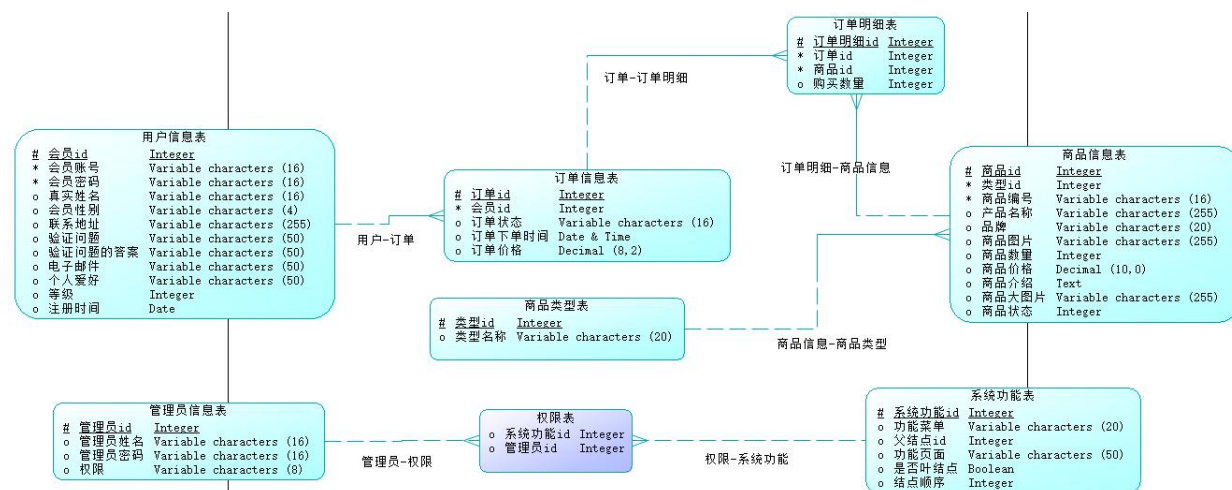 订单明细表
# 订单明细id Integer
* 订单id Integer
* 商品id Integer
o 购买数量 Integer
订单-订单明细
用户信息表
# 会员id Integer
* 会员账号 Variable characters (16)
* 会员密码 Variable characters (16)
o 真实姓名 Variable characters (16)
o 会员性别 Variable characters (4)
o 联系地址 Variable characters (255)
o 验证问题 Variable characters (50)
o 验证问题的答案 Variable characters (50)
o 电子邮件 Variable characters (50)
o 个人爱好 Variable characters (50)
o 等级 Integer
o 注册时间 Date
用户-订单
订单信息表
# 订单id Integer
* 会员id Integer
o 订单状态 Variable characters (16)
o 订单下单时间 Date & Time
o 订单价格 Decimal (8,2)
订单明细-商品信息
商品信息表
# 商品id Integer
* 类型id Integer
* 商品编号 Variable characters (16)
o 产品名称 Variable characters (255)
o 品牌 Variable characters (20)
o 商品图片 Variable characters (255)
o 商品数量 Integer
o 商品价格 Decimal (10,0)
o 商品介绍 Text
o 商品大图片 Variable characters (255)
o 商品状态 Integer
商品类型表
# 类型id Integer
o 类型名称 Variable characters (20)
商品信息-商品类型
管理员信息表
# 管理员id Integer
o 管理员姓名 Variable characters (16)
o 管理员密码 Variable characters (16)
o 权限 Variable characters (8)
管理员-权限
权限表
o 系统功能id Integer
o 管理员id Integer
权限-系统功能
系统功能表
# 系统功能id Integer
o 功能菜单 Variable characters (20)
o 父结点id Integer
o 功能页面 Variable characters (50)
o 是否叶结点 Boolean
o 结点顺序 Integer